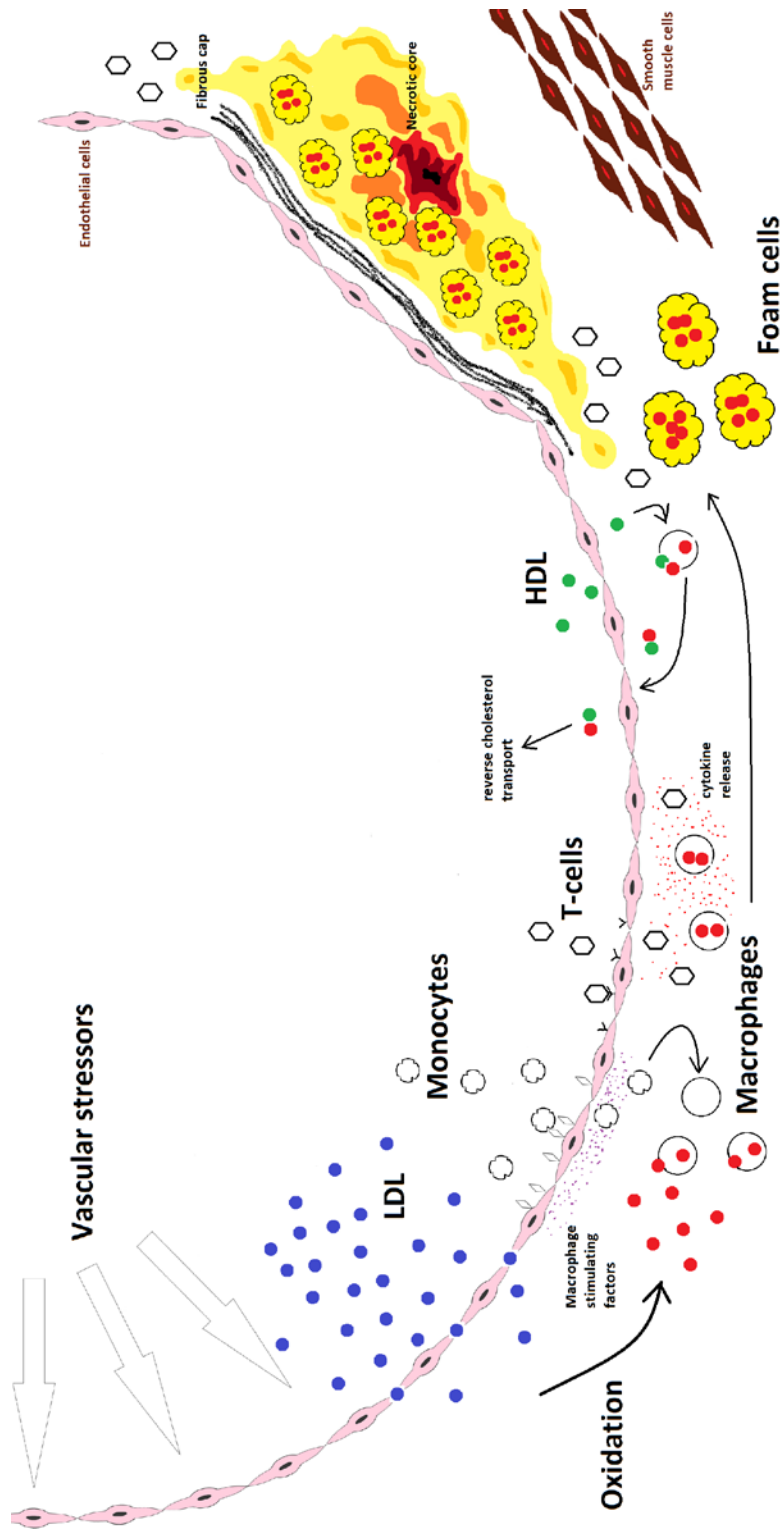 Vascular stressors
LDL
Monocytes
T-cells
HDL
reverse cholesterol
transport
Endothelial cells
Fibrous cap
Necrotic core
Smooth
muscle cells
Macrophage
stimulating
factors
Oxidation
Macrophages
cytokine
release
Foam cells